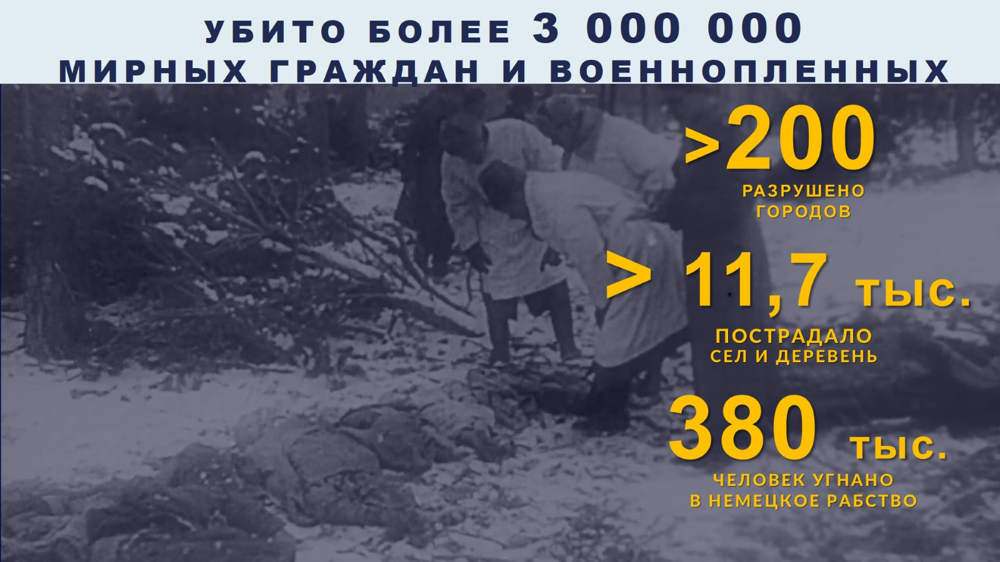 УБИТО БОЛЕЕ 3 000 000
МИРНЫХ ГРАЖДАН И ВОЕННОПЛЕННЫХ
>200
РАЗРУШЕНО
ГОРОДОВ
> 11,7 тыс.
ПОСТРАДАЛО
СЕЛ И ДЕРЕВЕНЬ
380 тыс.
ЧЕЛОВЕК УГНАНО
В НЕМЕЦКОЕ РАБСТВО